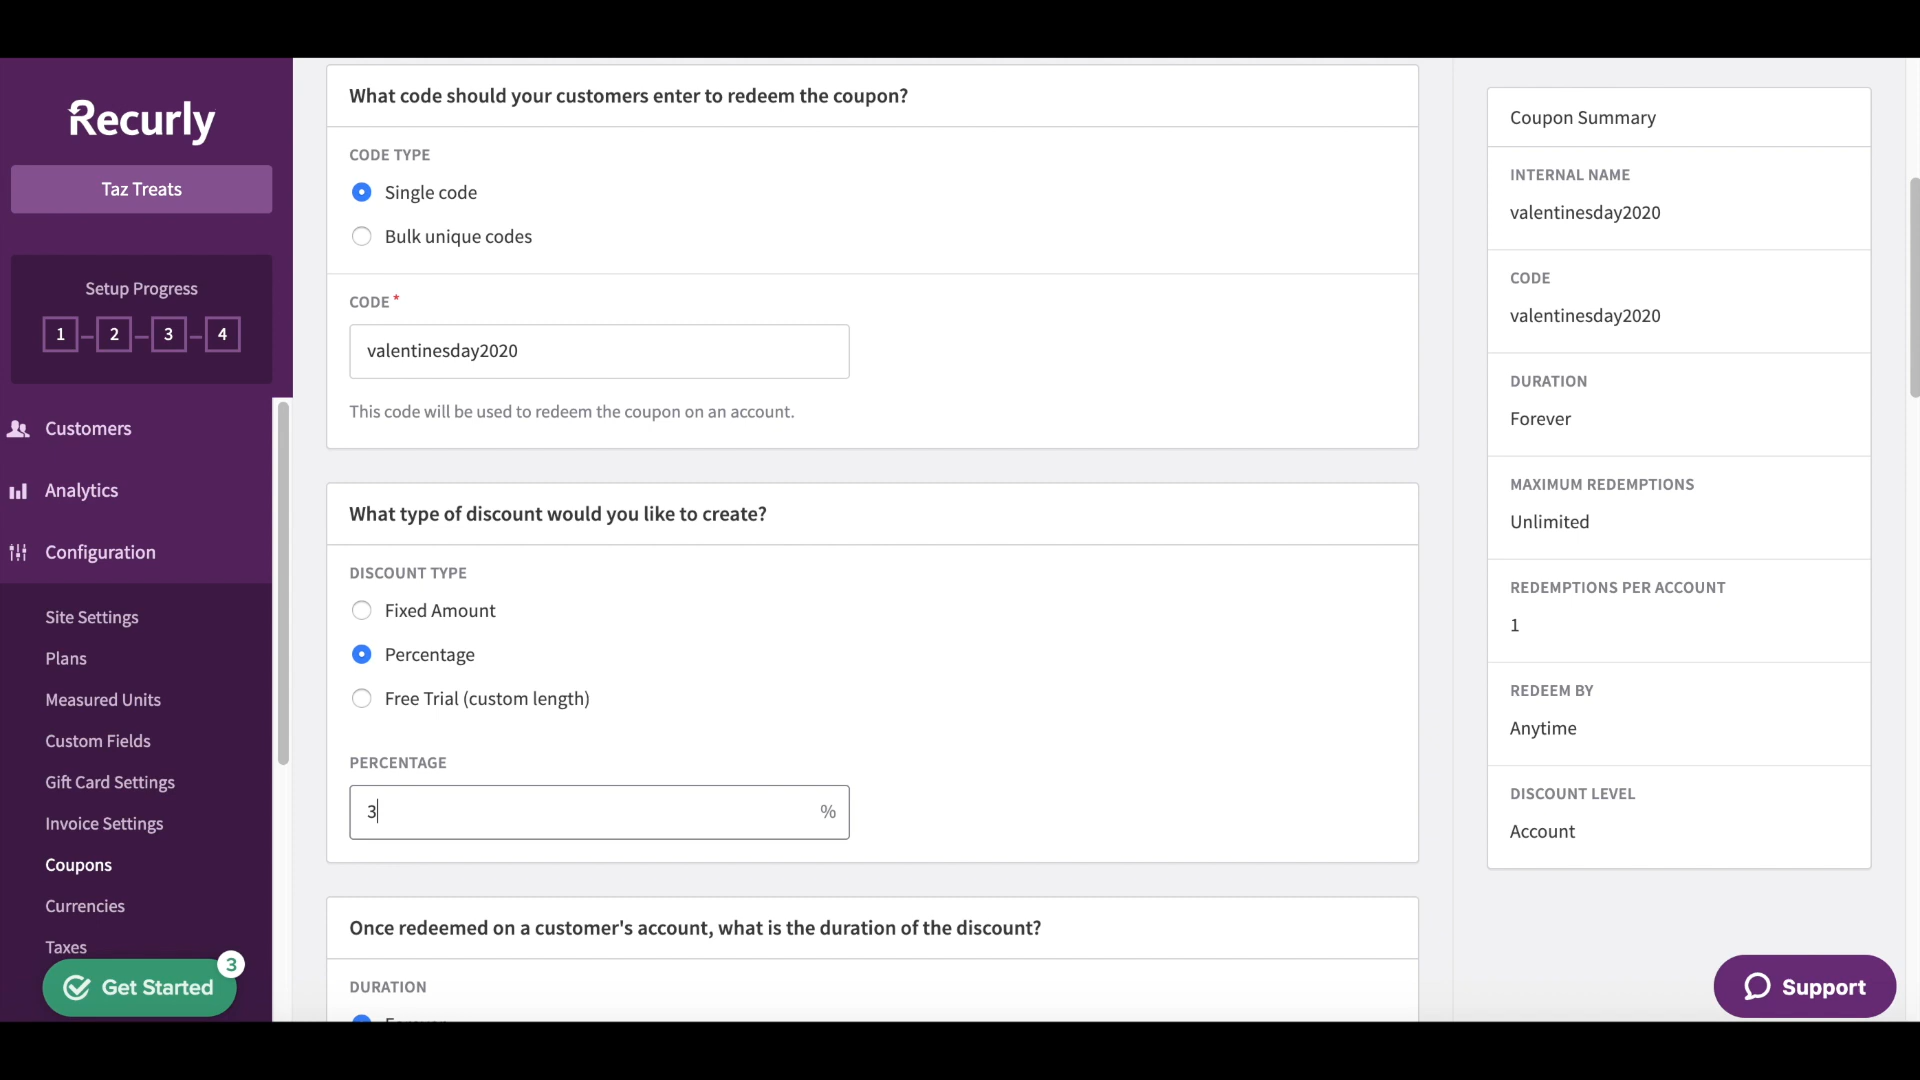 Recurly
Taz Treats
Setup Progress
1 2 3 4
Customers
Analytics
Configuration
Site Settings
Plans
Measured Units
Custom Fields
Gift Card Settings
Invoice Settings
Coupons
Currencies
Taxes
Get Started
3
What code should your customers enter to redeem the coupon?
CODE TYPE
Single code
Bulk unique codes
CODE *
valentinesday2020
This code will be used to redeem the coupon on an account.
What type of discount would you like to create?
DISCOUNT TYPE
Fixed Amount
Percentage
Free Trial (custom length)
PERCENTAGE
3 %
Once redeemed on a customer's account, what is the duration of the discount?
DURATION
Coupon Summary
INTERNAL NAME
valentinesday2020
CODE
valentinesday2020
DURATION
Forever
MAXIMUM REDEMPTIONS
Unlimited
REDEMPTIONS PER ACCOUNT
1
REDEEM BY
Anytime
DISCOUNT LEVEL
Account
Support